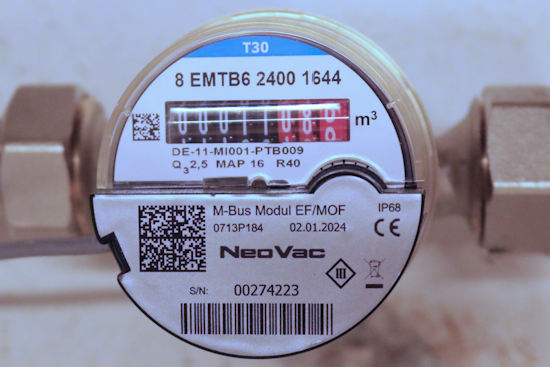 T30
8 EMTB6 2400 1644
m³
DE-11-MI001-PTB009
Q3 2,5 MAP 16 R40
M-Bus Modul EF/MOF
IP68
0713P184 02.01.2024
CE
NeoVac
III
S/N: 00274223